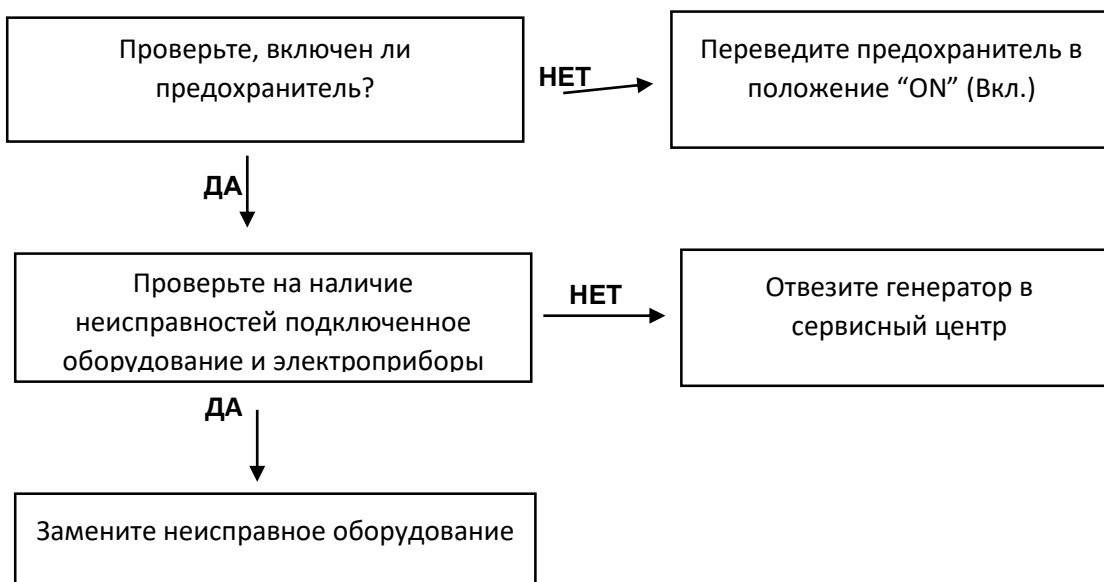 Проверьте, включен ли
предохранитель?
НЕТ
Переведите предохранитель в
положение “ON” (Вкл.)
ДА
Проверьте на наличие
неисправностей подключенное
оборудование и электроприборы
НЕТ
Отвезите генератор в
сервисный центр
ДА
Замените неисправное оборудование